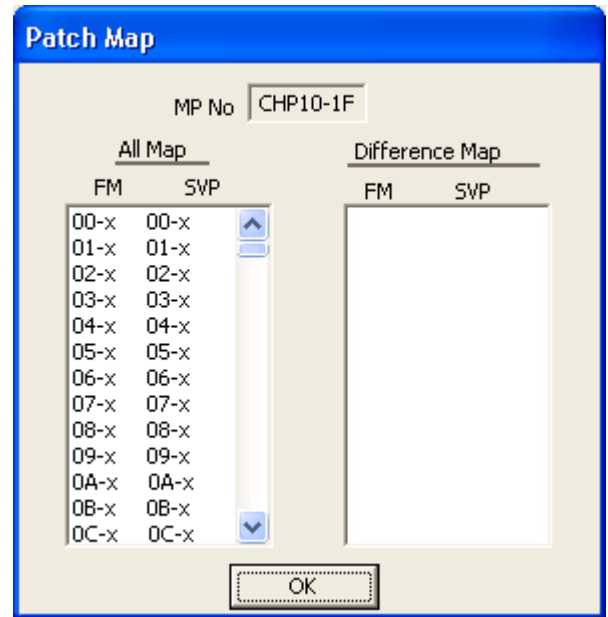 Patch Map
MP No CHP10-1F
All Map Difference Map
FM SVP FM SVP
00-x 00-x
01-x 01-x
02-x 02-x
03-x 03-x
04-x 04-x
05-x 05-x
06-x 06-x
07-x 07-x
08-x 08-x
09-x 09-x
0A-x 0A-x
0B-x 0B-x
0C-x 0C-x
OK